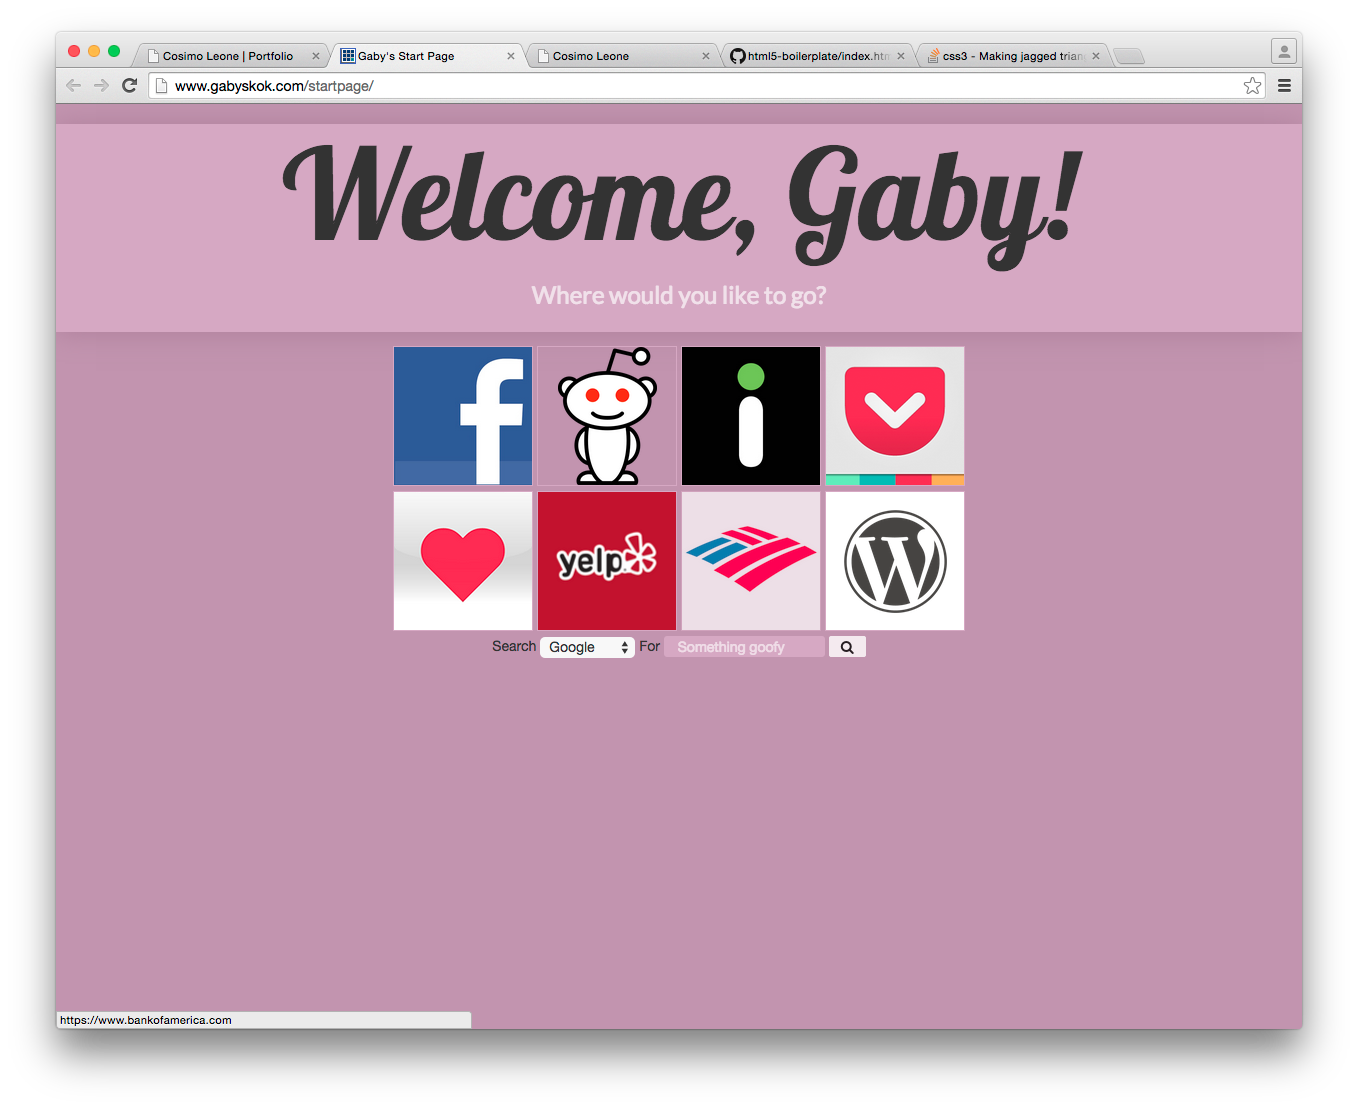 Cosimo Leone | Portfolio
Gaby's Start Page
Cosimo Leone
html5-boilerplate/index.htm
css3 - Making jagged trian
www.gabyskok.com/startpage/
Welcome, Gaby!
Where would you like to go?
f
i
yelp
W
Search Google For Something goofy
https://www.bankofamerica.com